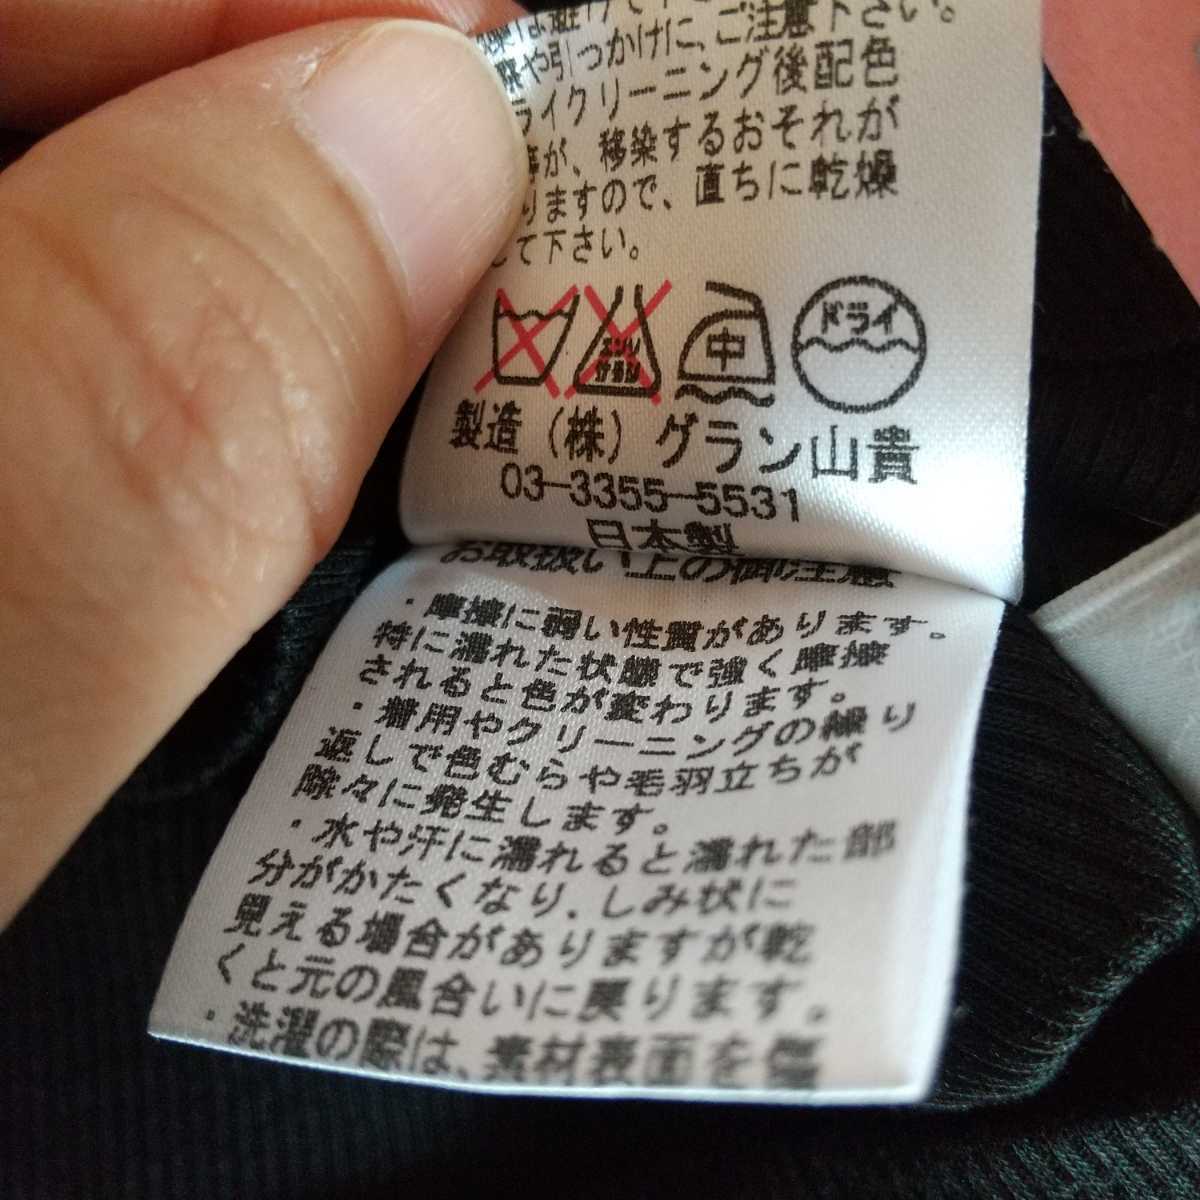 や引っかけに、ご注意下さい。
ライクリーニング後配色
等が、移染するおそれが
りますので、直ちに乾燥
して下さい。
エンソ
カラシ
中
ドライ
製造（株）グラン山貴
03-3355-5531
日本製
お取扱い上の御注意
・摩擦に弱い性質があります。
特に濡れた状態で強く摩擦
されると色が変わります。
・着用やクリーニングの繰り
返しで色むらや毛羽立ちが
除々に発生します。
・水や汗に濡れると濡れた部
分がかたくなり、しみ状に
見える場合がありますが乾
くと元の風合いに戻ります。
・洗濯の際は、素材表面を傷